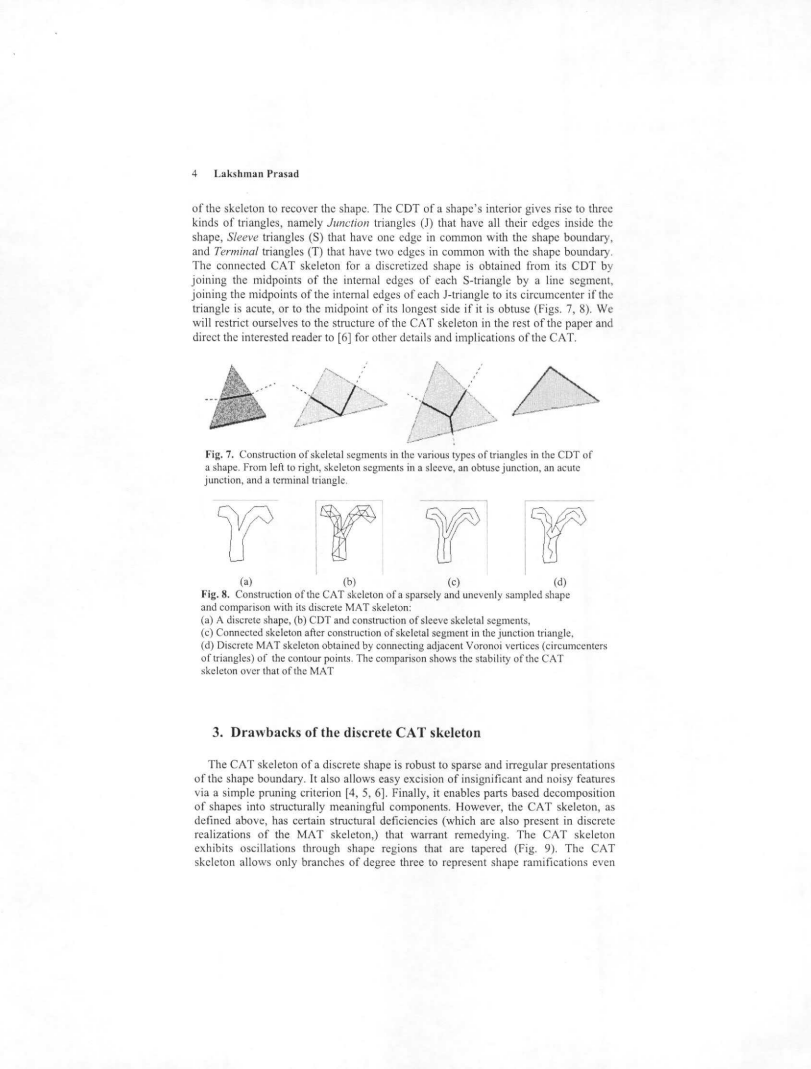 4 Lakshman Prasad
of the skeleton to recover the shape. The CDT of a shape's interior gives rise to three
kinds of triangles, namely Junction triangles (J) that have all their edges inside the
shape, Sleeve triangles (S) that have one edge in common with the shape boundary,
and Terminal triangles (T) that have two edges in common with the shape boundary.
The connected CAT skeleton for a discretized shape is obtained from its CDT by
joining the midpoints of the internal edges of each S-triangle by a line segment,
joining the midpoints of the internal edges of each J-triangle to its circumcenter if the
triangle is acute, or to the midpoint of its longest side if it is obtuse (Figs. 7, 8). We
will restrict ourselves to the structure of the CAT skeleton in the rest of the paper and
direct the interested reader to [6] for other details and implications of the CAT.
Fig. 7. Construction of skeletal segments in the various types of triangles in the CDT of
a shape. From left to right, skeleton segments in a sleeve, an obtuse junction, an acute
junction, and a terminal triangle.
(a) (b) (c) (d)
Fig. 8. Construction of the CAT skeleton of a sparsely and unevenly sampled shape
and comparison with its discrete MAT skeleton:
(a) A discrete shape, (b) CDT and construction of sleeve skeletal segments,
(c) Connected skeleton after construction of skeletal segment in the junction triangle,
(d) Discrete MAT skeleton obtained by connecting adjacent Voronoi vertices (circumcenters
of triangles) of the contour points. The comparison shows the stability of the CAT
skeleton over that of the MAT
3. Drawbacks of the discrete CAT skeleton
The CAT skeleton of a discrete shape is robust to sparse and irregular presentations
of the shape boundary. It also allows easy excision of insignificant and noisy features
via a simple pruning criterion [4, 5, 6]. Finally, it enables parts based decomposition
of shapes into structurally meaningful components. However, the CAT skeleton, as
defined above, has certain structural deficiencies (which are also present in discrete
realizations of the MAT skeleton,) that warrant remedying. The CAT skeleton
exhibits oscillations through shape regions that are tapered (Fig. 9). The CAT
skeleton allows only branches of degree three to represent shape ramifications even